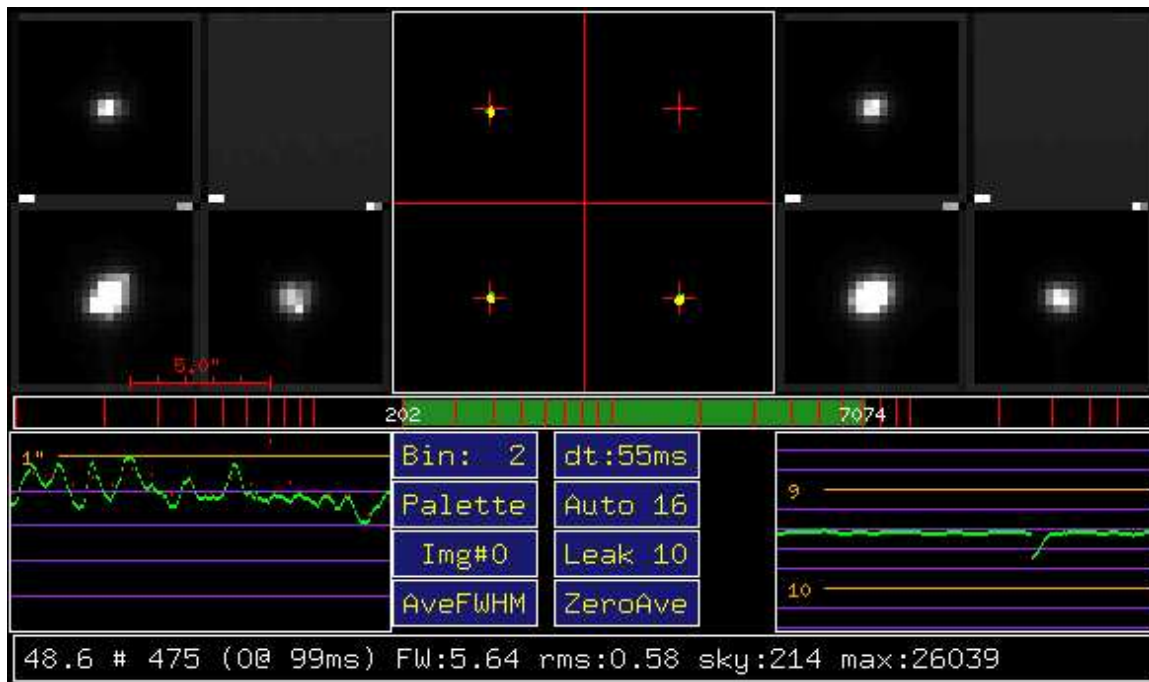 5.0"
202 7074
1" Bin: 2 dt:55ms
9
Palette Auto 16
Img#0 Leak 10
10
AveFWHM ZeroAve
48.6 # 475 (0@ 99ms) FW:5.64 rms:0.58 sky:214 max:26039